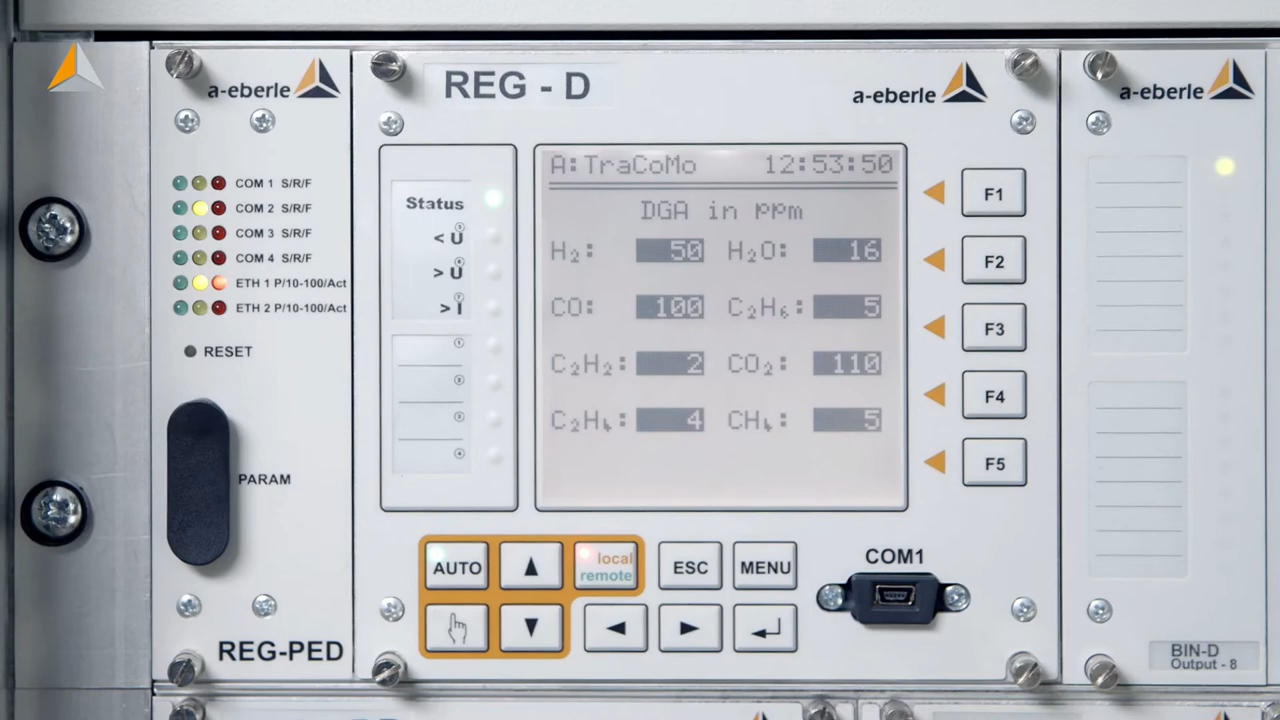 a-eberle
COM 1 S/R/F
COM 2 S/R/F
COM 3 S/R/F
COM 4 S/R/F
ETH 1 P/10-100/Act
ETH 2 P/10-100/Act
RESET
PARAM
REG-PED
REG - D
a-eberle
Status
< U
> U
> I
A:TraCoMo 12:53:50
DGA in ppm
H₂: 50 H₂O: 16
CO: 100 C₂H₆: 5
C₂H₂: 2 CO₂: 110
C₂H₄: 4 CH₄: 5
F1
F2
F3
F4
F5
AUTO
local
remote
ESC
MENU
COM1
a-eberle
BIN-D
Output - 8